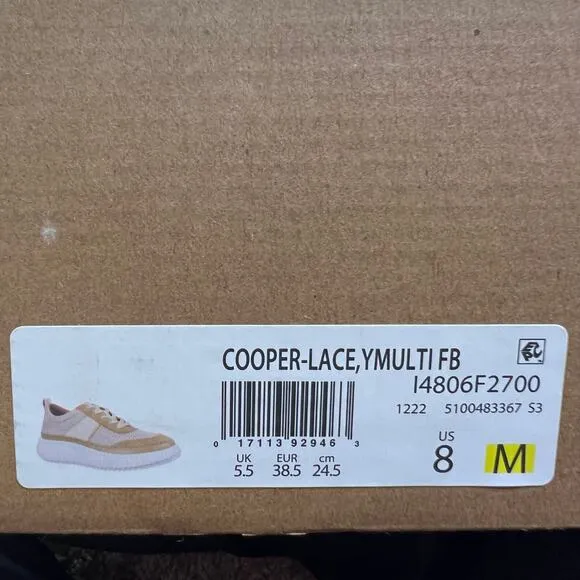 COOPER-LACE,YMULTI FB
I4806F2700
1222 5100483367 S3
0 17113 92946 3
UK EUR cm
5.5 38.5 24.5
US
8 M